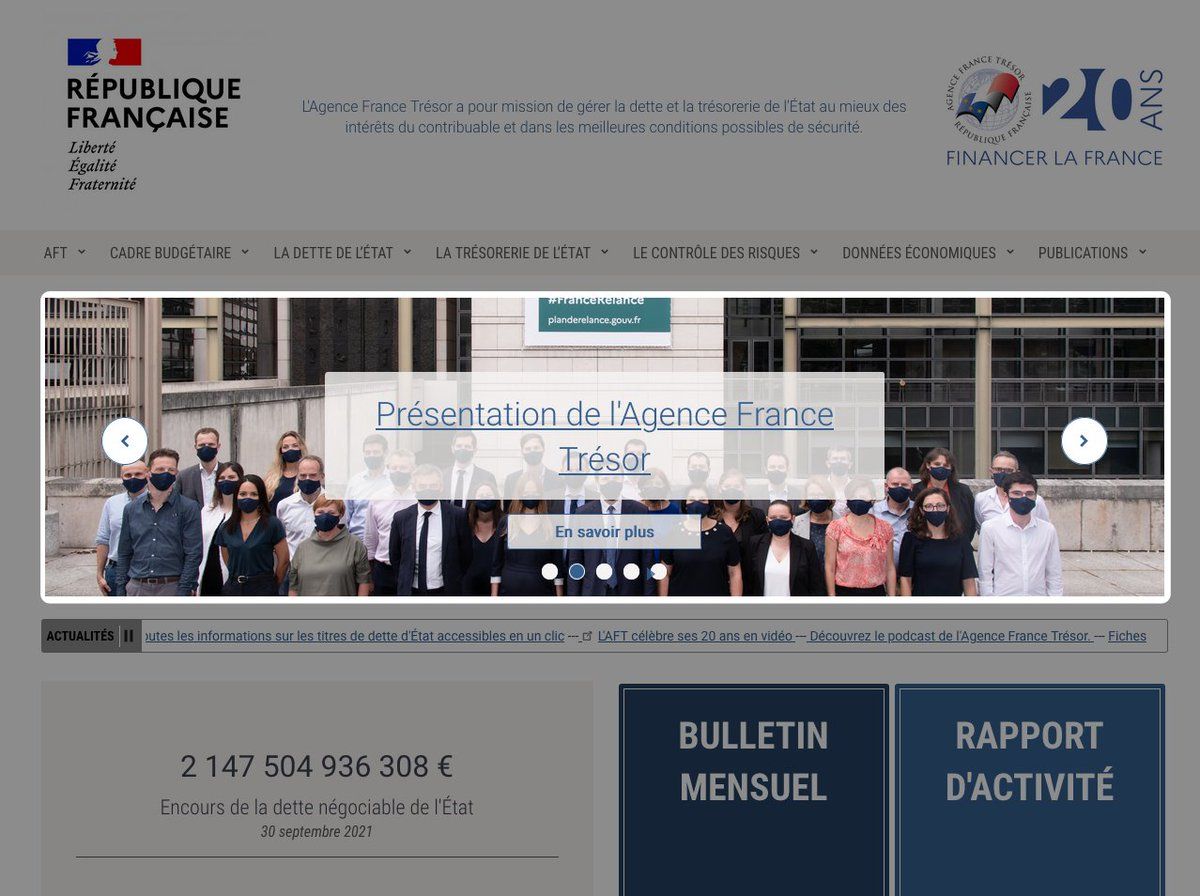 RÉPUBLIQUE
FRANÇAISE
Liberté
Égalité
Fraternité
L'Agence France Trésor a pour mission de gérer la dette et la trésorerie de l'État au mieux des
intérêts du contribuable et dans les meilleures conditions possibles de sécurité.
AGENCE FRANCE TRÉSOR
RÉPUBLIQUE FRANÇAISE
20 ANS
FINANCER LA FRANCE
AFT CADRE BUDGÉTAIRE LA DETTE DE L'ÉTAT LA TRÉSORERIE DE L'ÉTAT LE CONTRÔLE DES RISQUES DONNÉES ÉCONOMIQUES PUBLICATIONS
#FranceRelance
planderelance.gouv.fr
Présentation de l'Agence France
Trésor
En savoir plus
ACTUALITÉS outes les informations sur les titres de dette d'État accessibles en un clic --- L'AFT célèbre ses 20 ans en vidéo --- Découvrez le podcast de l'Agence France Trésor. --- Fiches
2 147 504 936 308 €
Encours de la dette négociable de l'État
30 septembre 2021
BULLETIN
MENSUEL
RAPPORT
D'ACTIVITÉ